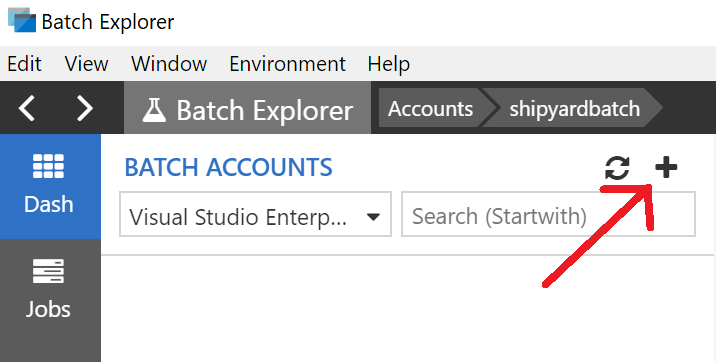 Batch Explorer
Edit View Window Environment Help
Batch Explorer Accounts shipyardbatch
Dash
BATCH ACCOUNTS
Visual Studio Enterp... Search (Startwith)
Jobs